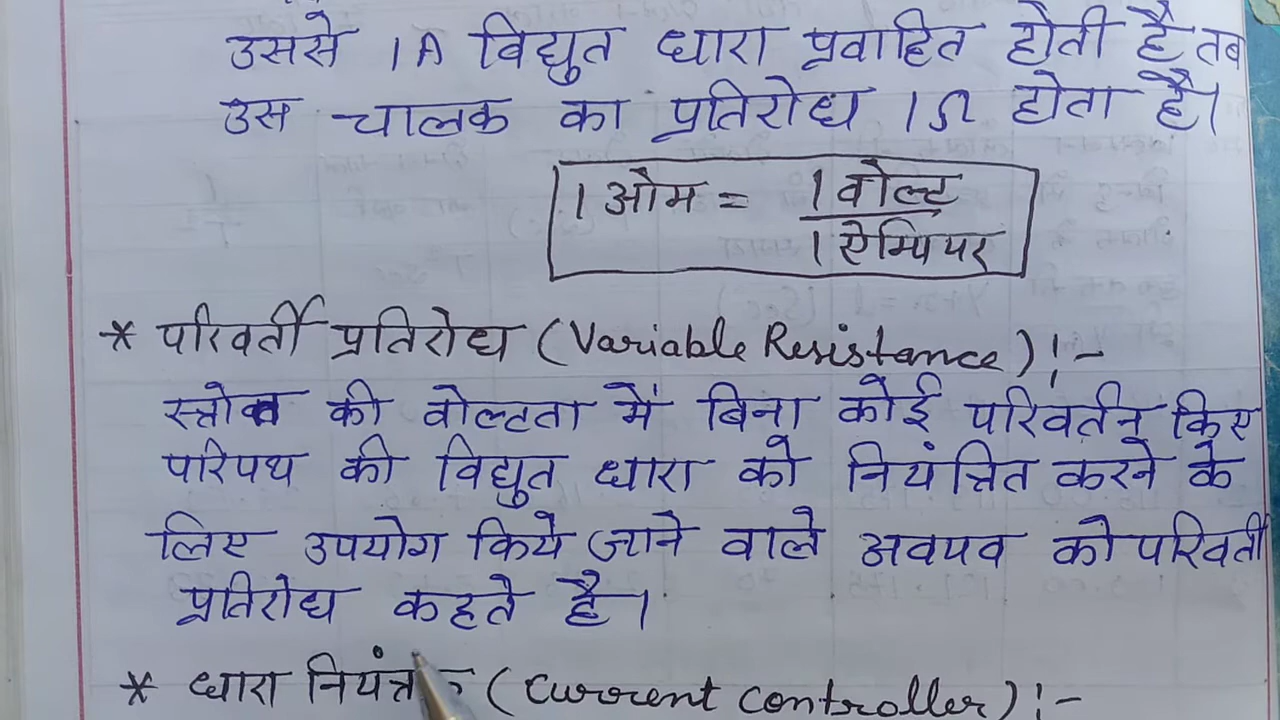 उससे 1A विद्युत धारा प्रवाहित होती है तब
उस चालक का प्रतिरोध 1Ω होता है।
1 ओम = 1 वोल्ट
1 ऐम्पियर
* परिवर्ती प्रतिरोध (Variable Resistance) :-
स्त्रोत की वोल्टता में बिना कोई परिवर्तन किए
परिपथ की विद्युत धारा को नियंत्रित करने के
लिए उपयोग किये जाने वाले अवयव को परिवर्ती
प्रतिरोध कहते है।
* धारा (Current Controller) :-